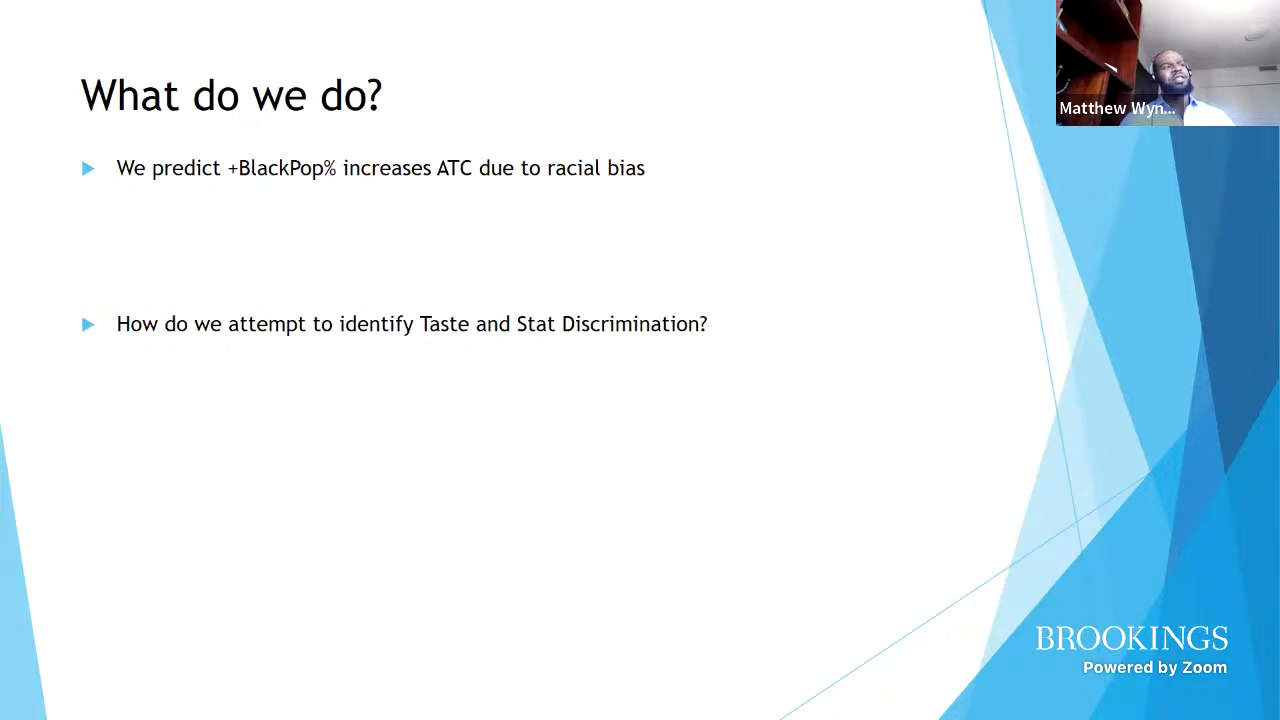 What do we do?
We predict +BlackPop% increases ATC due to racial bias
How do we attempt to identify Taste and Stat Discrimination?
Matthew Wyn...
BROOKINGS
Powered by Zoom